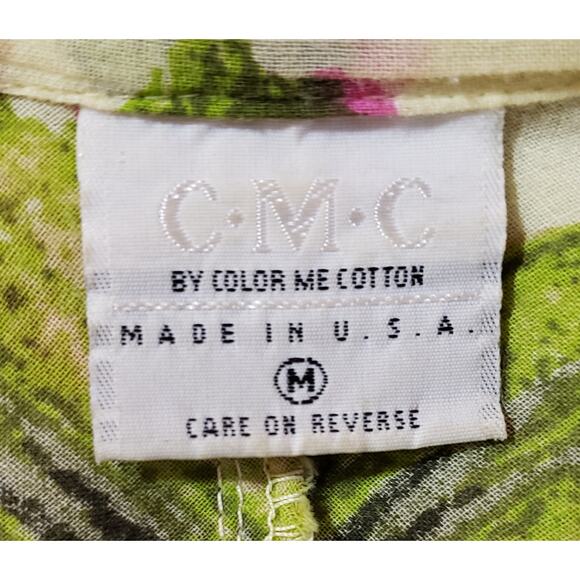 C·M·C
BY COLOR ME COTTON
MADE IN U.S.A.
M
CARE ON REVERSE